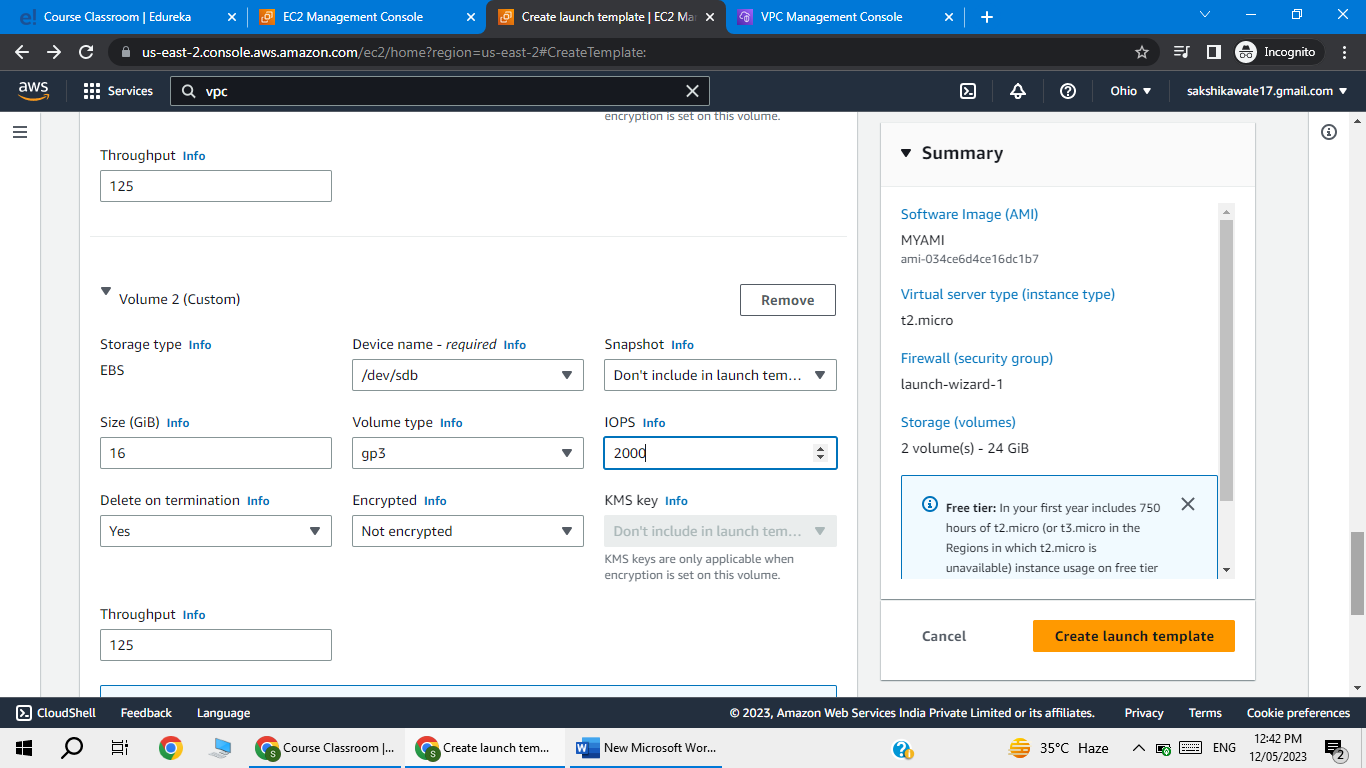 e! Course Classroom | Edureka
EC2 Management Console
Create launch template | EC2 Ma
VPC Management Console
us-east-2.console.aws.amazon.com/ec2/home?region=us-east-2#CreateTemplate:
Incognito
aws
Services
vpc
Ohio
sakshikawale17.gmail.com
encryption is set on this volume.
Throughput Info
125
Volume 2 (Custom)
Remove
Storage type Info
Device name - required Info
Snapshot Info
EBS
/dev/sdb
Don't include in launch tem...
Size (GiB) Info
Volume type Info
IOPS Info
16
gp3
2000
Delete on termination Info
Encrypted Info
KMS key Info
Yes
Not encrypted
Don't include in launch tem...
KMS keys are only applicable when
encryption is set on this volume.
Throughput Info
125
Summary
Software Image (AMI)
MYAMI
ami-034ce6d4ce16dc1b7
Virtual server type (instance type)
t2.micro
Firewall (security group)
launch-wizard-1
Storage (volumes)
2 volume(s) - 24 GiB
Free tier: In your first year includes 750
hours of t2.micro (or t3.micro in the
Regions in which t2.micro is
unavailable) instance usage on free tier
Cancel
Create launch template
CloudShell
Feedback
Language
© 2023, Amazon Web Services India Private Limited or its affiliates.
Privacy
Terms
Cookie preferences
Course Classroom |...
Create launch tem...
New Microsoft Wor...
35°C Haze
ENG
12:42 PM
12/05/2023
2